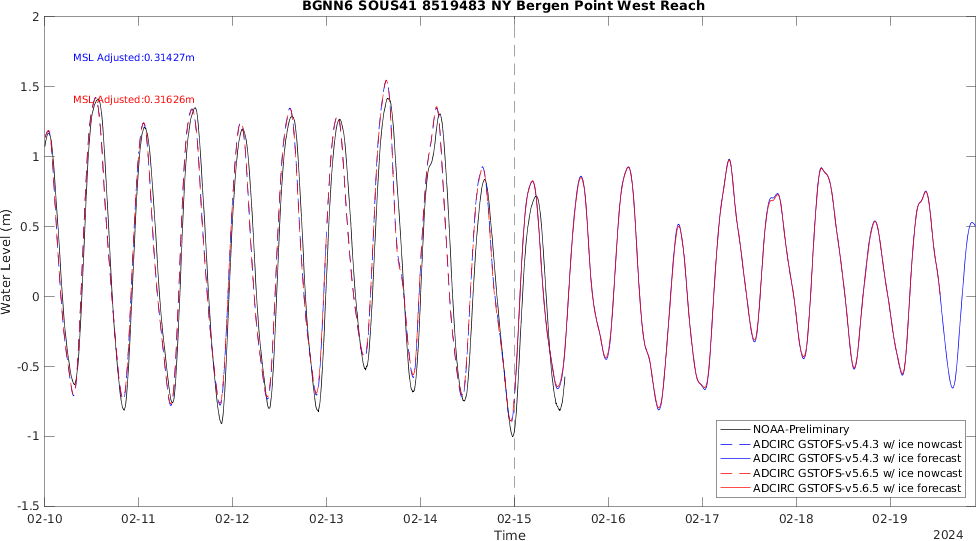 BGNN6 SOUS41 8519483 NY Bergen Point West Reach
2
1.5
1
0.5
0
-0.5
-1
-1.5
Water Level (m)
MSL Adjusted:0.31427m
MSL Adjusted:0.31626m
NOAA-Preliminary
ADCIRC GSTOFS-v5.4.3 w/ ice nowcast
ADCIRC GSTOFS-v5.4.3 w/ ice forecast
ADCIRC GSTOFS-v5.6.5 w/ ice nowcast
ADCIRC GSTOFS-v5.6.5 w/ ice forecast
02-10 02-11 02-12 02-13 02-14 02-15 02-16 02-17 02-18 02-19
Time
2024